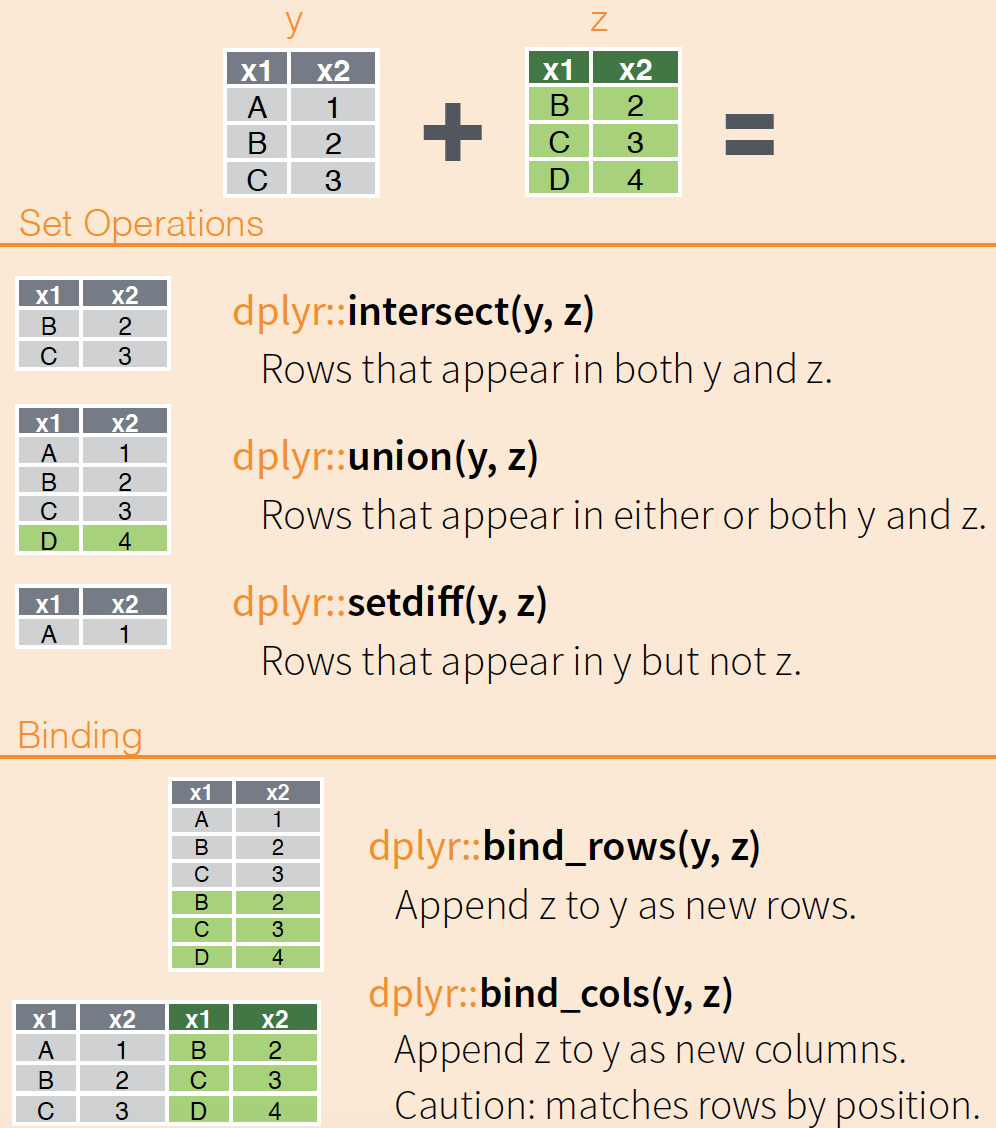 y z
x1 x2 x1 x2
A 1 B 2
B 2 + C 3 =
C 3 D 4
Set Operations
x1 x2
B 2
C 3
dplyr::intersect(y, z)
Rows that appear in both y and z.
x1 x2
A 1
B 2
C 3
D 4
dplyr::union(y, z)
Rows that appear in either or both y and z.
x1 x2
A 1
dplyr::setdiff(y, z)
Rows that appear in y but not z.
Binding
x1 x2
A 1
B 2
C 3
B 2
C 3
D 4
dplyr::bind_rows(y, z)
Append z to y as new rows.
x1 x2 x1 x2
A 1 B 2
B 2 C 3
C 3 D 4
dplyr::bind_cols(y, z)
Append z to y as new columns.
Caution: matches rows by position.